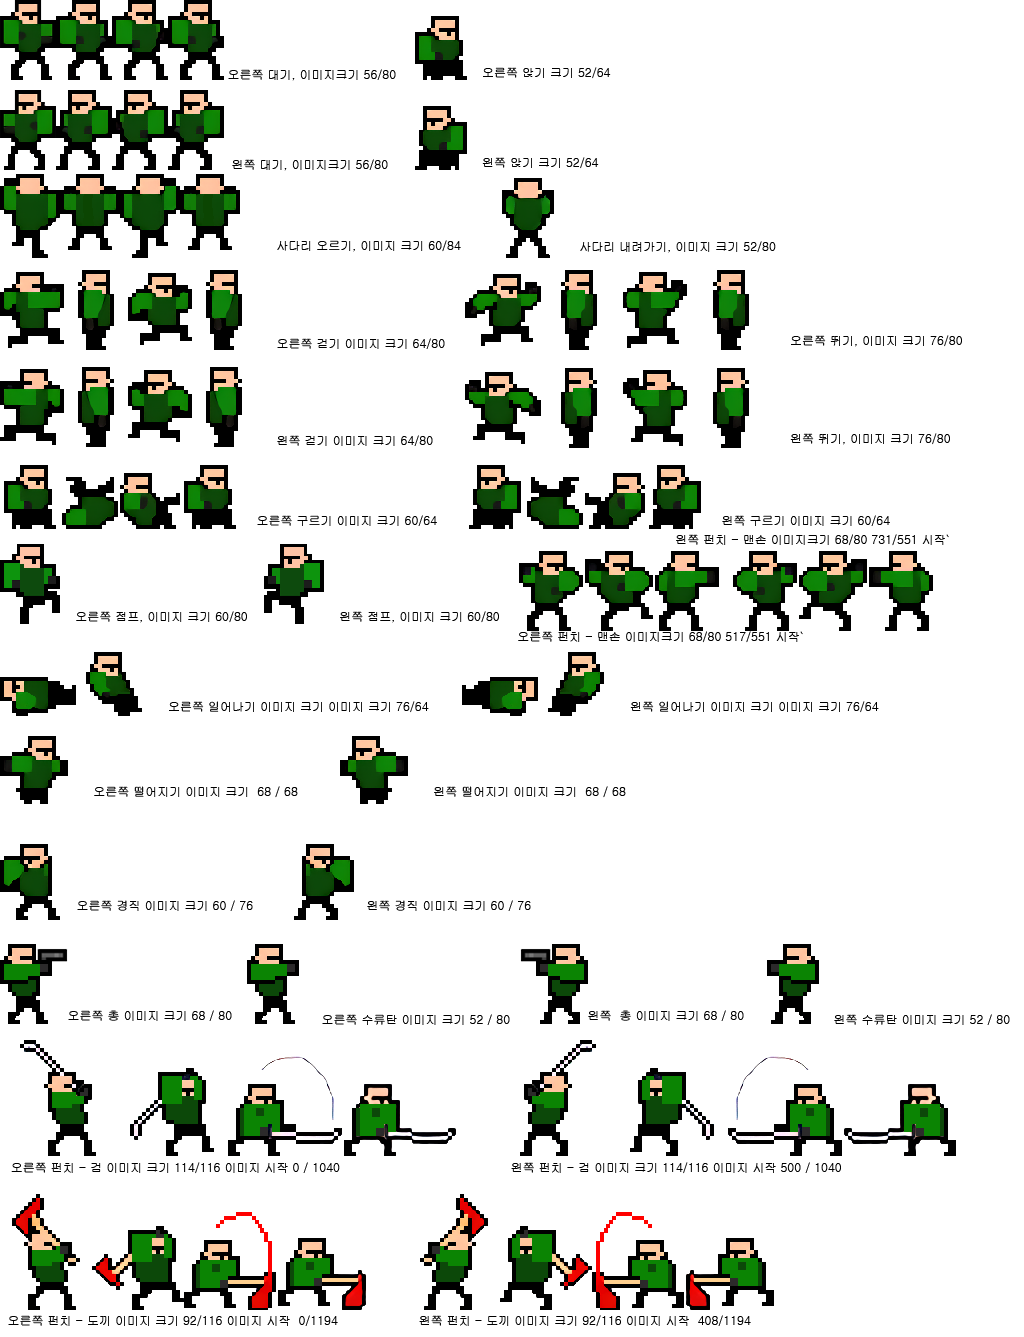 오른쪽 대기, 이미지크기 56/80
오른쪽 앉기 크기 52/64
왼쪽 대기, 이미지크기 56/80
왼쪽 앉기 크기 52/64
사다리 오르기, 이미지 크기 60/84
사다리 내려가기, 이미지 크기 52/80
오른쪽 걷기 이미지 크기 64/80
오른쪽 뛰기, 이미지 크기 76/80
왼쪽 걷기 이미지 크기 64/80
왼쪽 뛰기, 이미지 크기 76/80
오른쪽 구르기 이미지 크기 60/64
왼쪽 구르기 이미지 크기 60/64
왼쪽 펀치 - 맨손 이미지크기 68/80 731/551 시작`
오른쪽 점프, 이미지 크기 60/80
왼쪽 점프, 이미지 크기 60/80
오른쪽 펀치 - 맨손 이미지크기 68/80 517/551 시작`
오른쪽 일어나기 이미지 크기 이미지 크기 76/64
왼쪽 일어나기 이미지 크기 이미지 크기 76/64
오른쪽 떨어지기 이미지 크기  68 / 68
왼쪽 떨어지기 이미지 크기  68 / 68
오른쪽 경직 이미지 크기 60 / 76
왼쪽 경직 이미지 크기 60 / 76
오른쪽 총 이미지 크기 68 / 80
오른쪽 수류탄 이미지 크기 52 / 80
왼쪽  총 이미지 크기 68 / 80
왼쪽 수류탄 이미지 크기 52 / 80
오른쪽 펀치 - 검 이미지 크기 114/116 이미지 시작 0 / 1040
왼쪽 펀치 - 검 이미지 크기 114/116 이미지 시작 500 / 1040
오른쪽 펀치 - 도끼 이미지 크기 92/116 이미지 시작  0/1194
왼쪽 펀치 - 도끼 이미지 크기 92/116 이미지 시작  408/1194